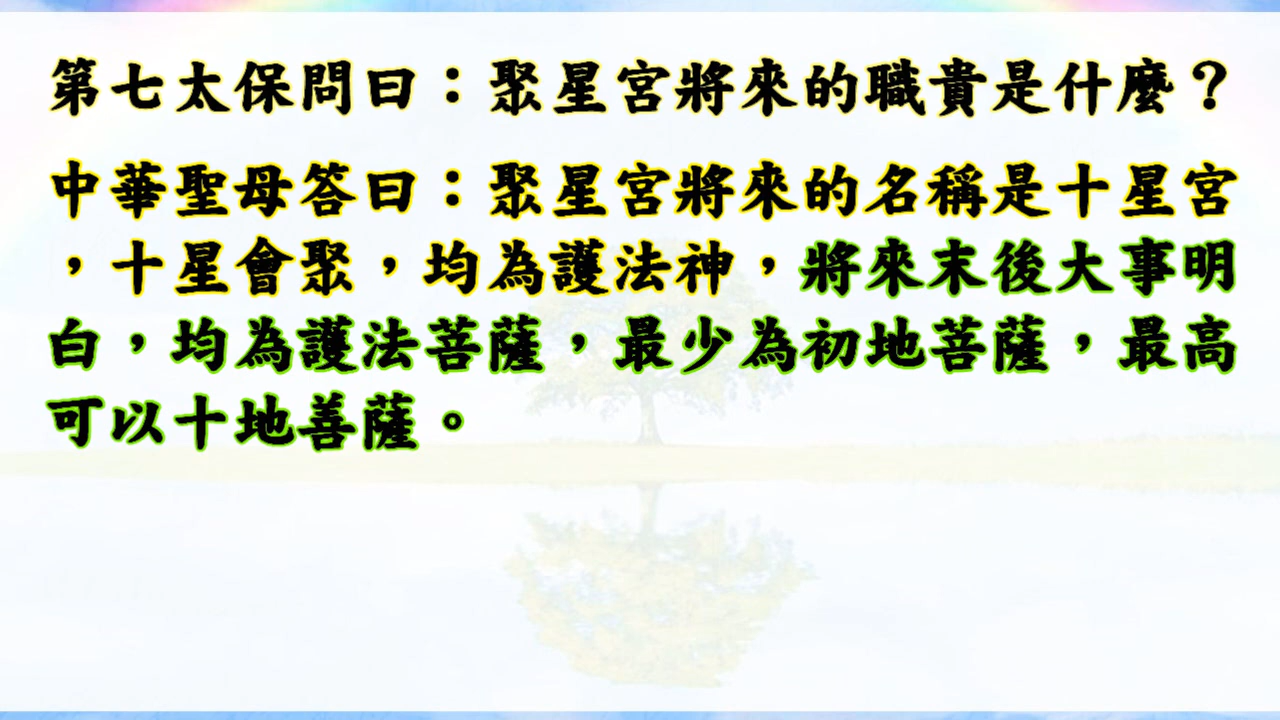 第七太保問曰：聚星宮將來的職貴是什麼？
中華聖母答曰：聚星宮將來的名稱是十星宮
，十星會聚，均為護法神，將來末後大事明
白，均為護法菩薩，最少為初地菩薩，最高
可以十地善薩。